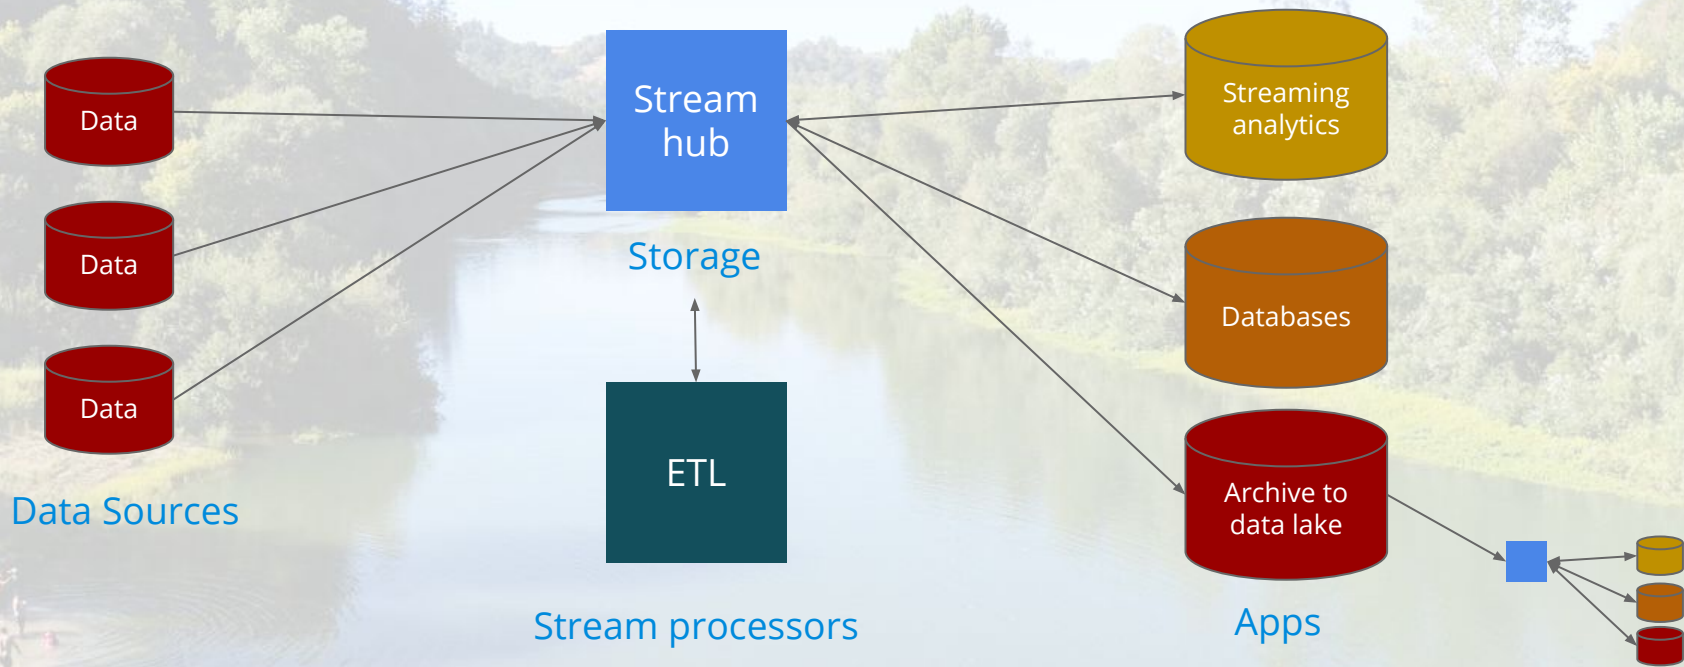 Data
Data
Data
Data Sources
Stream
hub
Storage
ETL
Stream processors
Streaming
analytics
Databases
Archive to
data lake
Apps